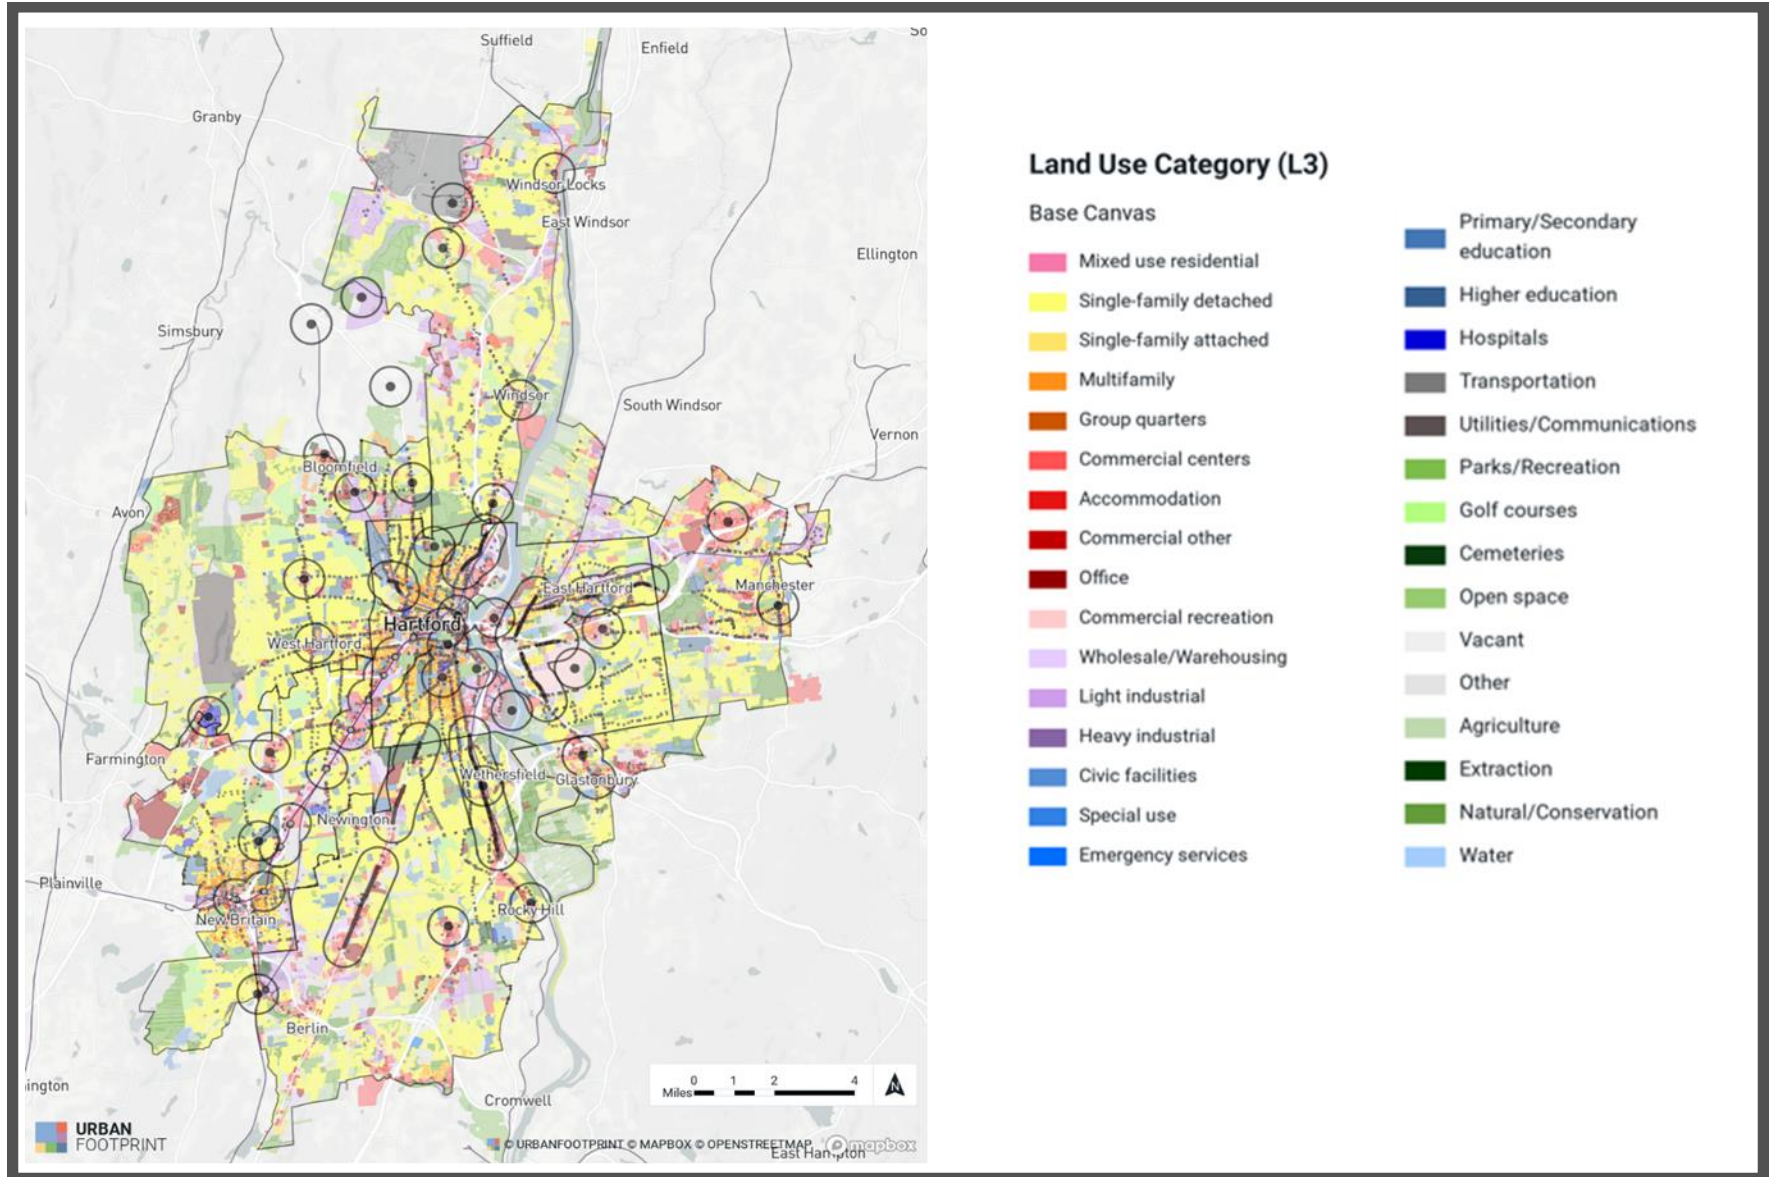 So
Suffield
Enfield
Granby
Windsor Locks
East Windsor
Ellington
Simsbury
Windsor
South Windsor
Vernon
Bloomfield
Avon
East Hartford
Manchester
Hartford
West Hartford
Farmington
Wethersfield
Glastonbury
Newington
Plainville
New Britain
Rocky Hill
Berlin
ington
Cromwell
East Hampton
Miles 0 1 2 4
N
URBAN
FOOTPRINT
© URBANFOOTPRINT © MAPBOX © OPENSTREETMAP
mapbox
Land Use Category (L3)
Base Canvas
Mixed use residential
Single-family detached
Single-family attached
Multifamily
Group quarters
Commercial centers
Accommodation
Commercial other
Office
Commercial recreation
Wholesale/Warehousing
Light industrial
Heavy industrial
Civic facilities
Special use
Emergency services
Primary/Secondary
education
Higher education
Hospitals
Transportation
Utilities/Communications
Parks/Recreation
Golf courses
Cemeteries
Open space
Vacant
Other
Agriculture
Extraction
Natural/Conservation
Water